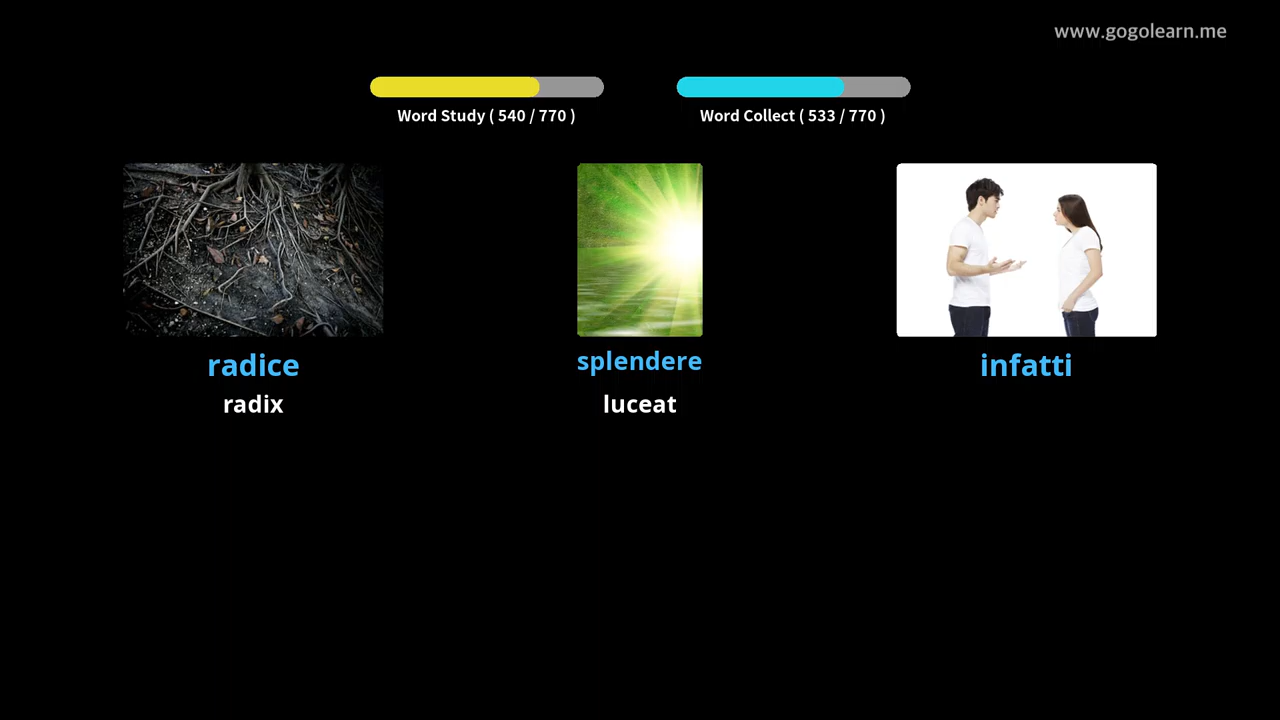 www.gogolearn.me
Word Study ( 540 / 770 )
Word Collect ( 533 / 770 )
radice
splendere
infatti
radix
luceat